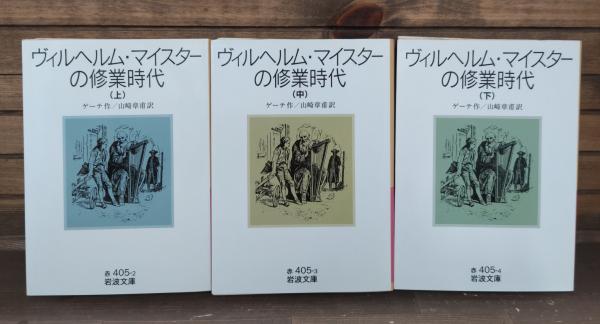 ヴィルヘルム・マイスター
の修業時代
(上)
ゲーテ作/山崎章甫訳
赤 405-2
岩波文庫
ヴィルヘルム・マイスター
の修業時代
(中)
ゲーテ作/山崎章甫訳
赤 405-3
岩波文庫
ヴィルヘルム・マイスター
の修業時代
(下)
ゲーテ作/山崎章甫訳
赤 405-4
岩波文庫